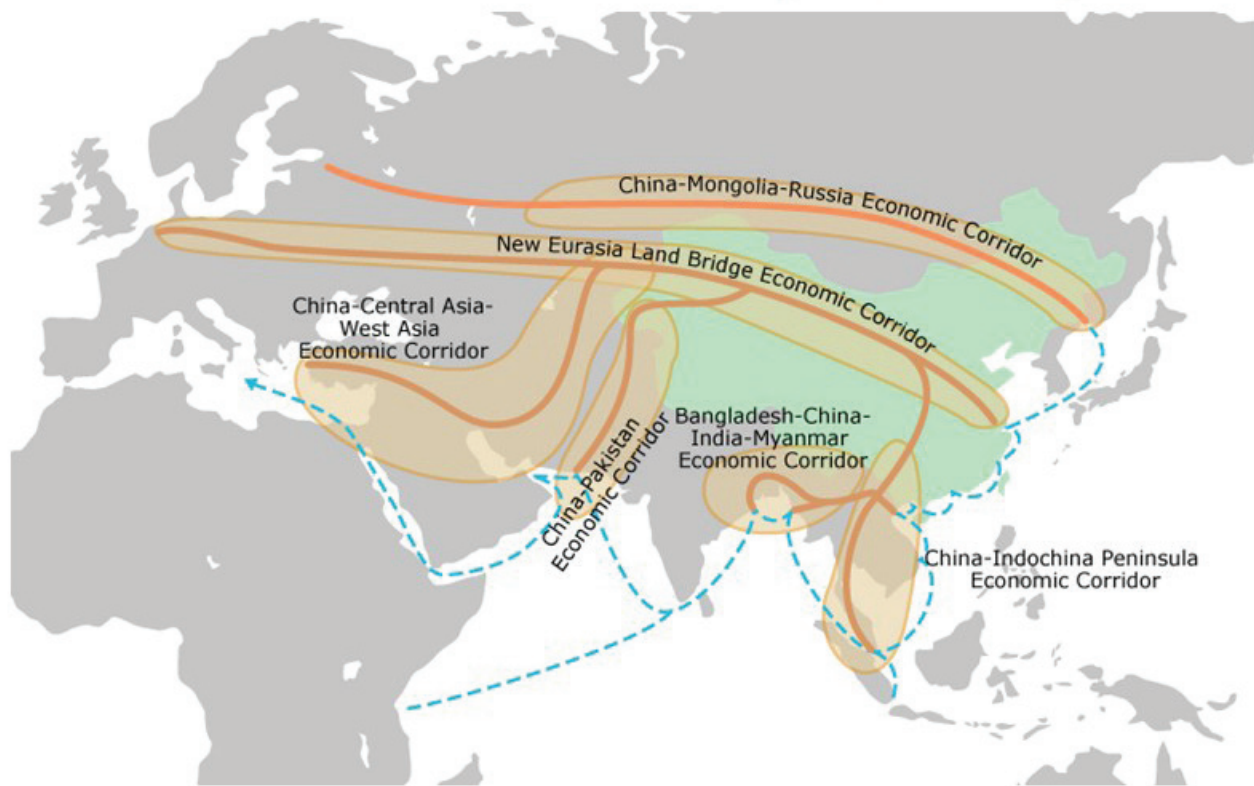 China-Mongolia-Russia Economic Corridor
New Eurasia Land Bridge Economic Corridor
China-Central Asia-
West Asia
Economic Corridor
China-Pakistan
Economic Corridor
Bangladesh-China-
India-Myanmar
Economic Corridor
China-Indochina Peninsula
Economic Corridor